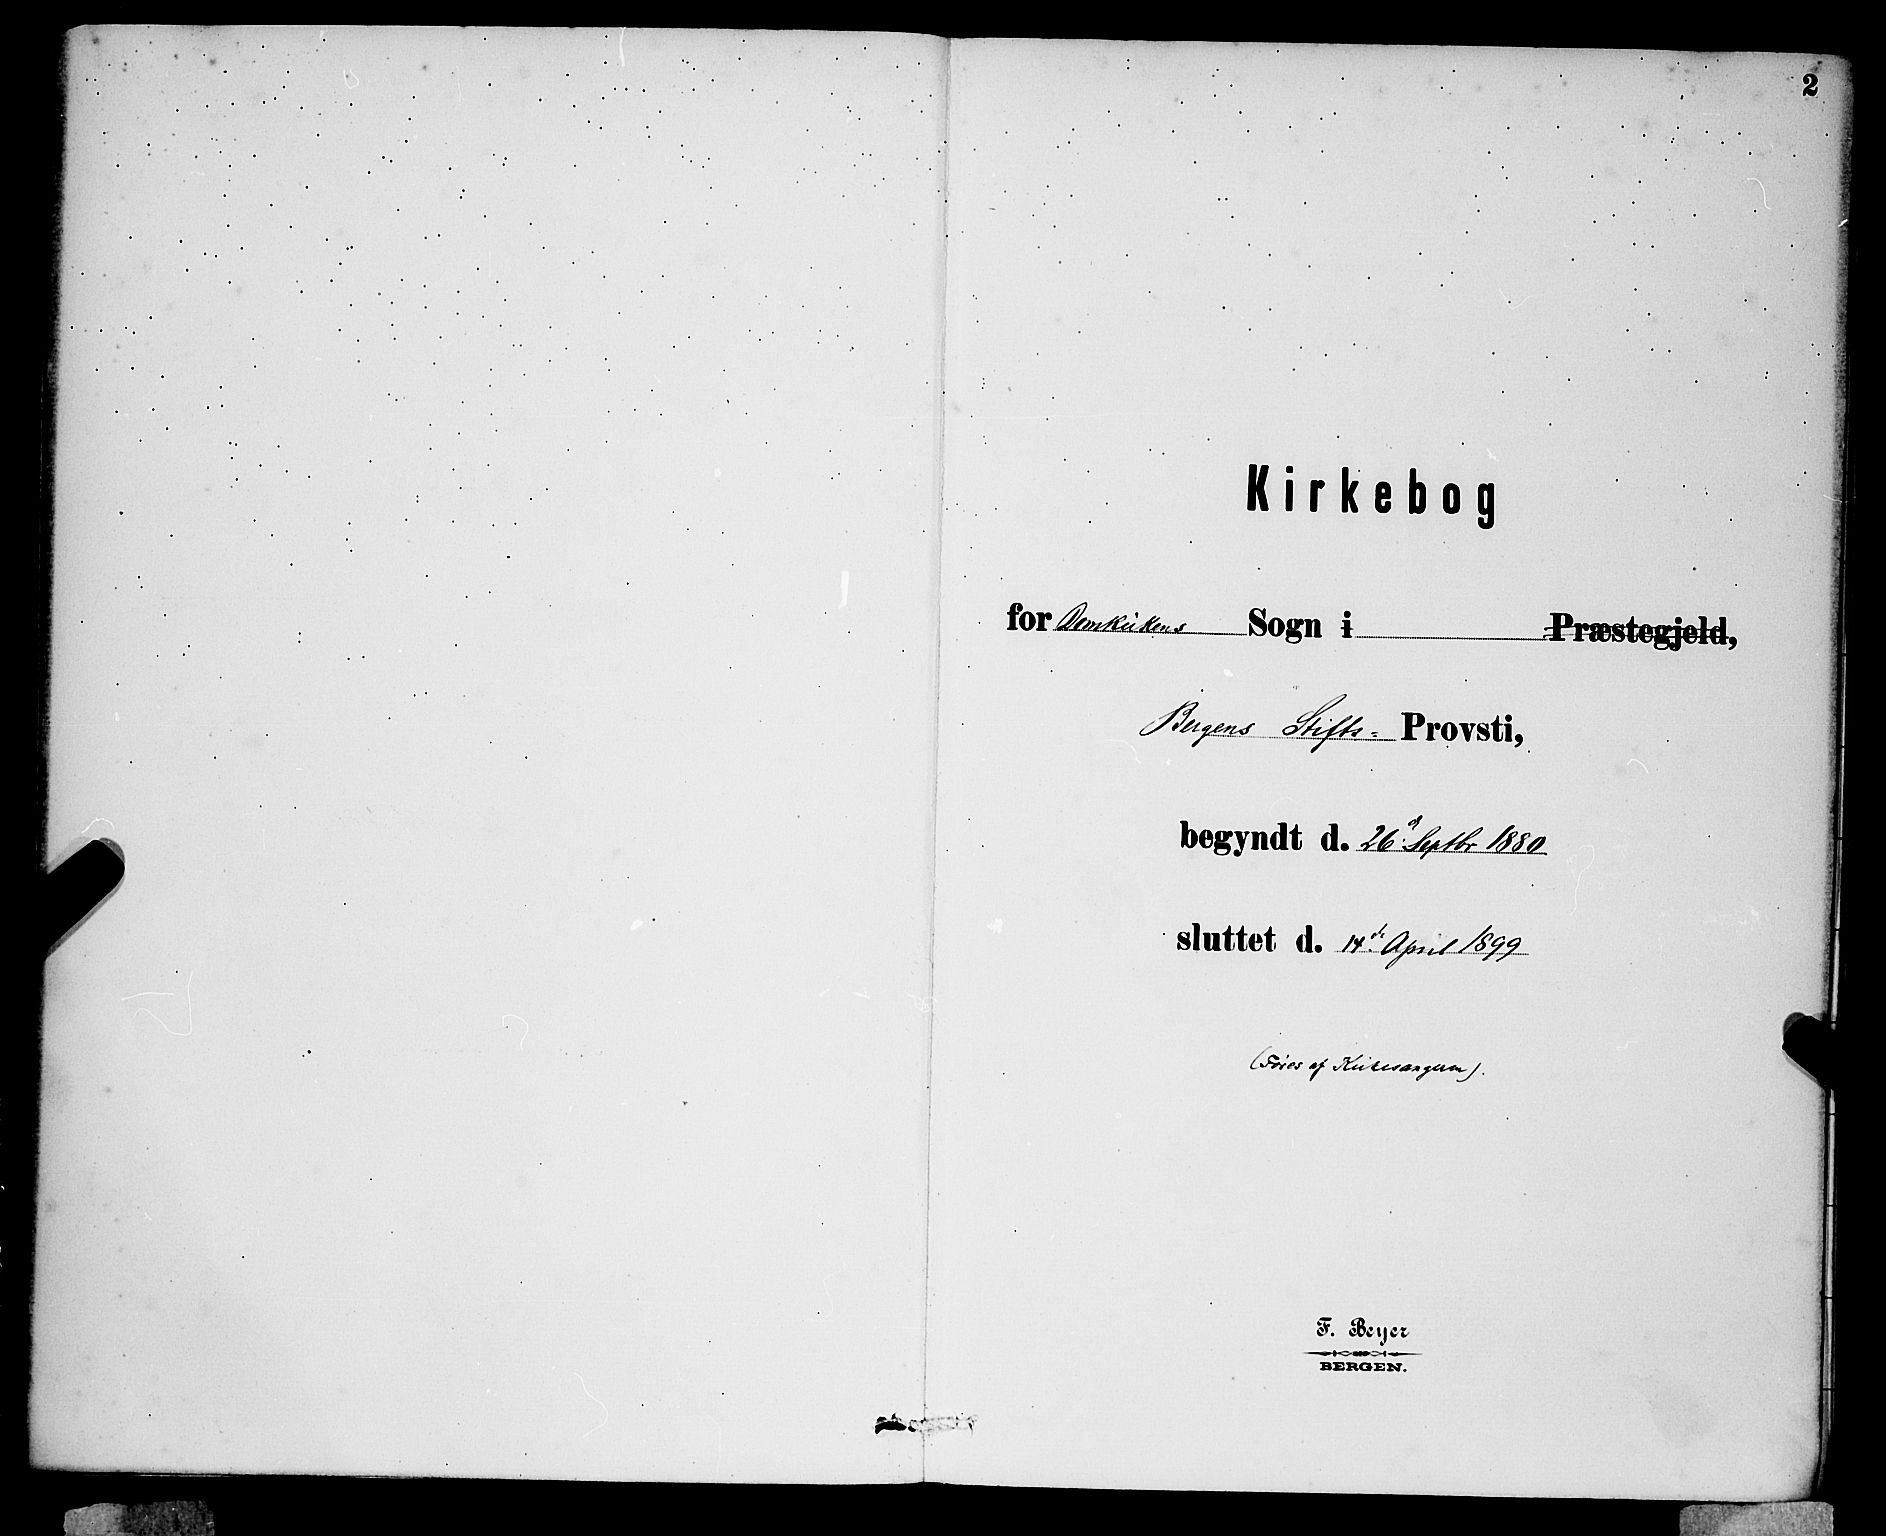 2
Kirkebog
for Domkirkens Sogn i Præstegjeld,
Bergens Stifts= Provsti,
begyndt d. 26d Septbr 1880
sluttet d. 14de April 1899
(Føres af Kirkesangeren).
F. Beyer
BERGEN.